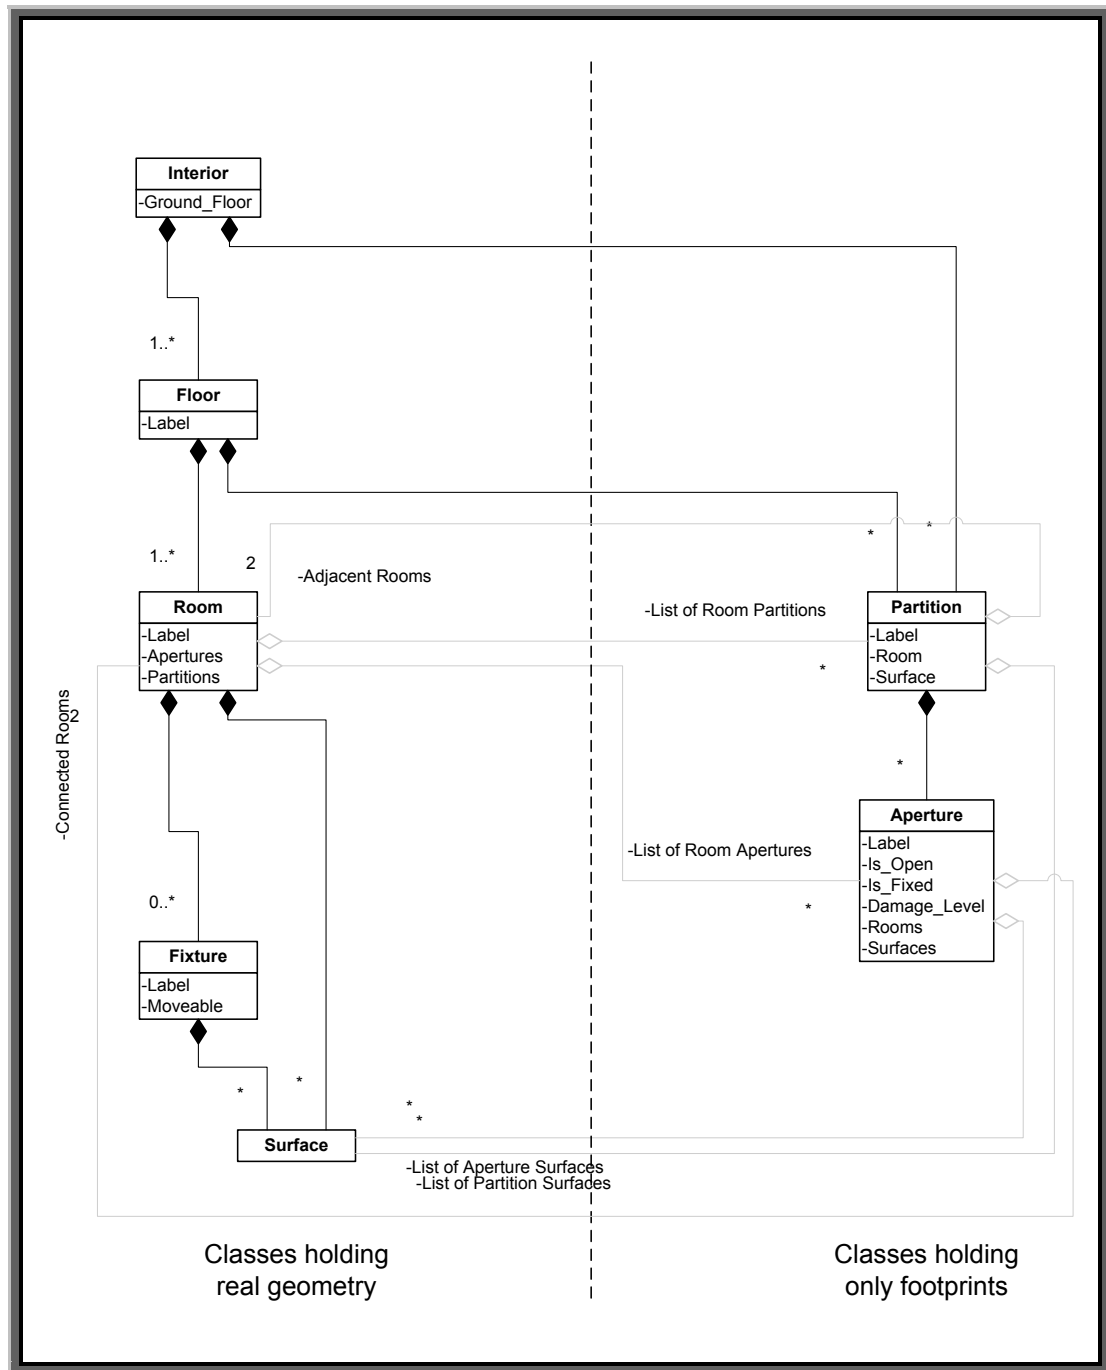 Interior
-Ground_Floor
1..*
Floor
-Label
*
*
1..*
2
-Adjacent Rooms
Room
-Label
-Apertures
-Partitions
-List of Room Partitions
*
Partition
-Label
-Room
-Surface
-Connected Rooms
2
*
Aperture
-Label
-Is_Open
-Is_Fixed
-Damage_Level
-Rooms
-Surfaces
-List of Room Apertures
*
0..*
Fixture
-Label
-Moveable
*
*
*
*
Surface
-List of Aperture Surfaces
-List of Partition Surfaces
Classes holding
real geometry
Classes holding
only footprints